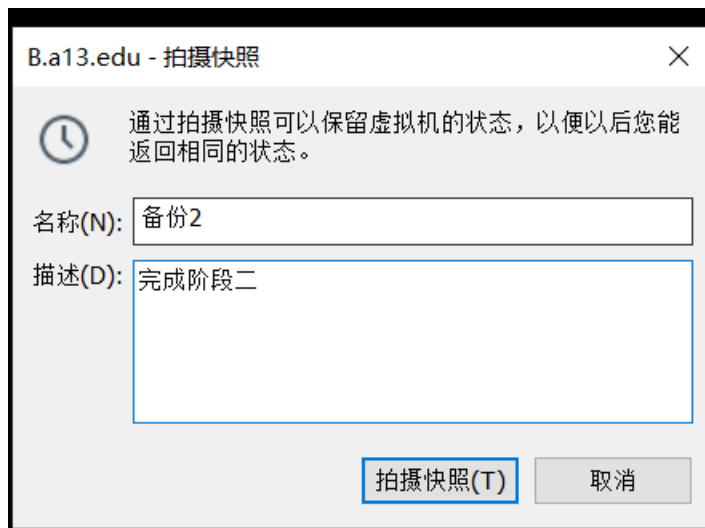 B.a13.edu - 拍摄快照
通过拍摄快照可以保留虚拟机的状态，以便以后您能
返回相同的状态。
名称(N): 备份2
描述(D): 完成阶段二
拍摄快照(T) 取消